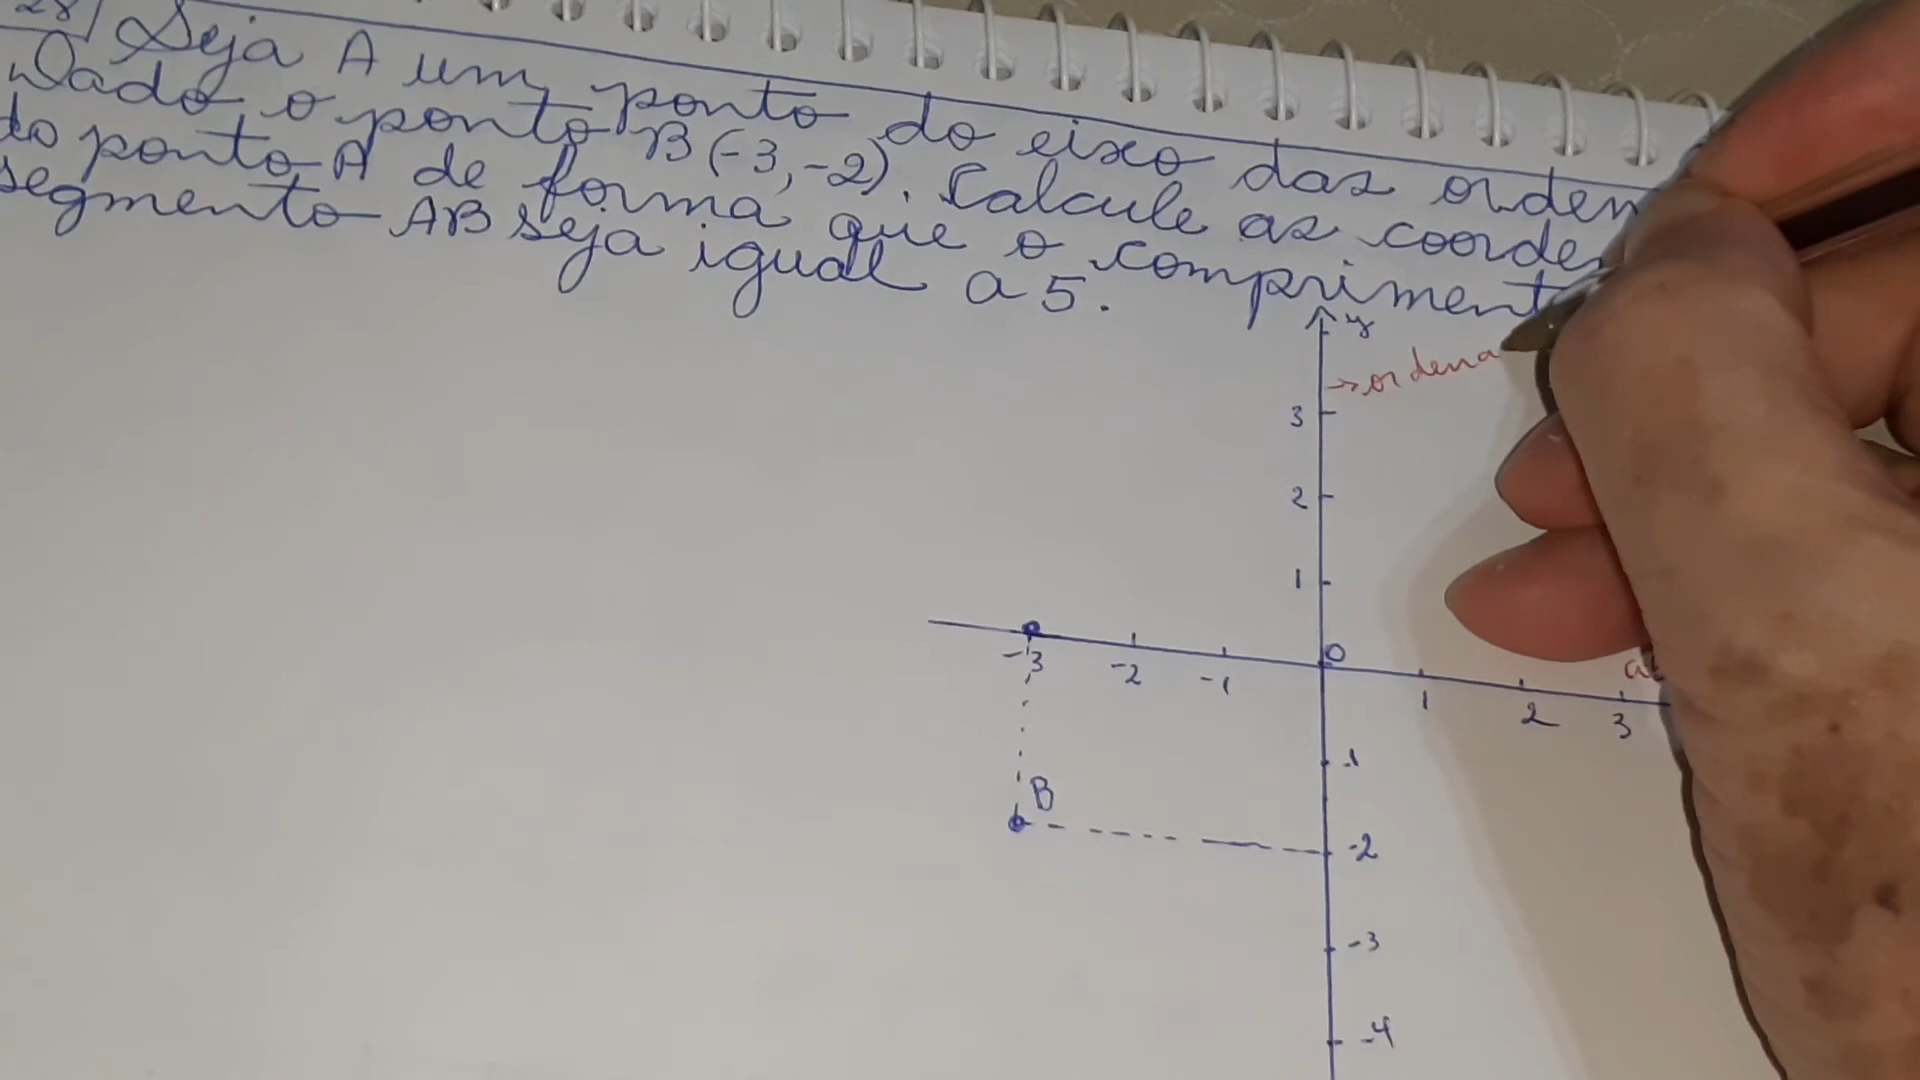 28) Seja A um ponto do eixo das orden
Dado o ponto B (-3, -2). Calcule as coorde
do ponto A de forma que o compriment
segmento AB seja igual a 5.
y
→ ordena
3
2
1
0
-3 -2 -1 1 2 3
-1
B
-2
-3
-4